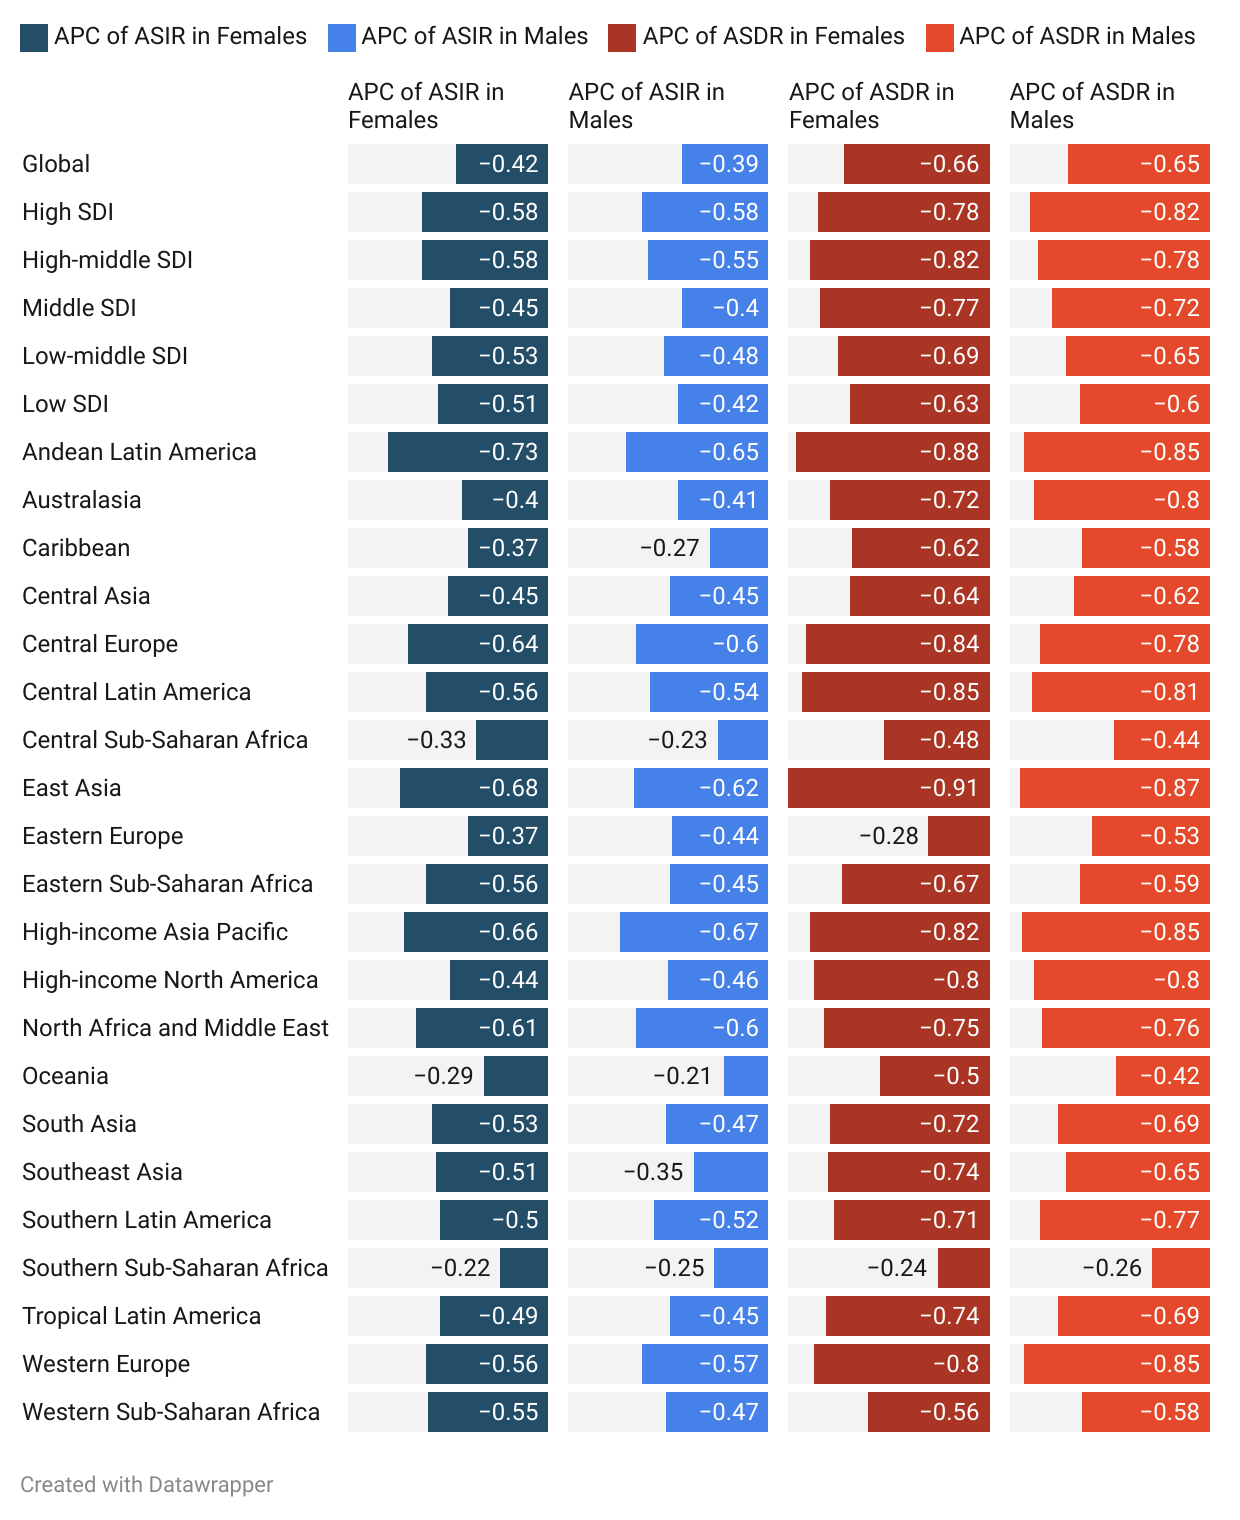 APC of ASIR in Females APC of ASIR in Males APC of ASDR in Females APC of ASDR in Males
APC of ASIR in Females APC of ASIR in Males APC of ASDR in Females APC of ASDR in Males
Global −0.42 −0.39 −0.66 −0.65
High SDI −0.58 −0.58 −0.78 −0.82
High-middle SDI −0.58 −0.55 −0.82 −0.78
Middle SDI −0.45 −0.4 −0.77 −0.72
Low-middle SDI −0.53 −0.48 −0.69 −0.65
Low SDI −0.51 −0.42 −0.63 −0.6
Andean Latin America −0.73 −0.65 −0.88 −0.85
Australasia −0.4 −0.41 −0.72 −0.8
Caribbean −0.37 −0.27 −0.62 −0.58
Central Asia −0.45 −0.45 −0.64 −0.62
Central Europe −0.64 −0.6 −0.84 −0.78
Central Latin America −0.56 −0.54 −0.85 −0.81
Central Sub-Saharan Africa −0.33 −0.23 −0.48 −0.44
East Asia −0.68 −0.62 −0.91 −0.87
Eastern Europe −0.37 −0.44 −0.28 −0.53
Eastern Sub-Saharan Africa −0.56 −0.45 −0.67 −0.59
High-income Asia Pacific −0.66 −0.67 −0.82 −0.85
High-income North America −0.44 −0.46 −0.8 −0.8
North Africa and Middle East −0.61 −0.6 −0.75 −0.76
Oceania −0.29 −0.21 −0.5 −0.42
South Asia −0.53 −0.47 −0.72 −0.69
Southeast Asia −0.51 −0.35 −0.74 −0.65
Southern Latin America −0.5 −0.52 −0.71 −0.77
Southern Sub-Saharan Africa −0.22 −0.25 −0.24 −0.26
Tropical Latin America −0.49 −0.45 −0.74 −0.69
Western Europe −0.56 −0.57 −0.8 −0.85
Western Sub-Saharan Africa −0.55 −0.47 −0.56 −0.58
Created with Datawrapper